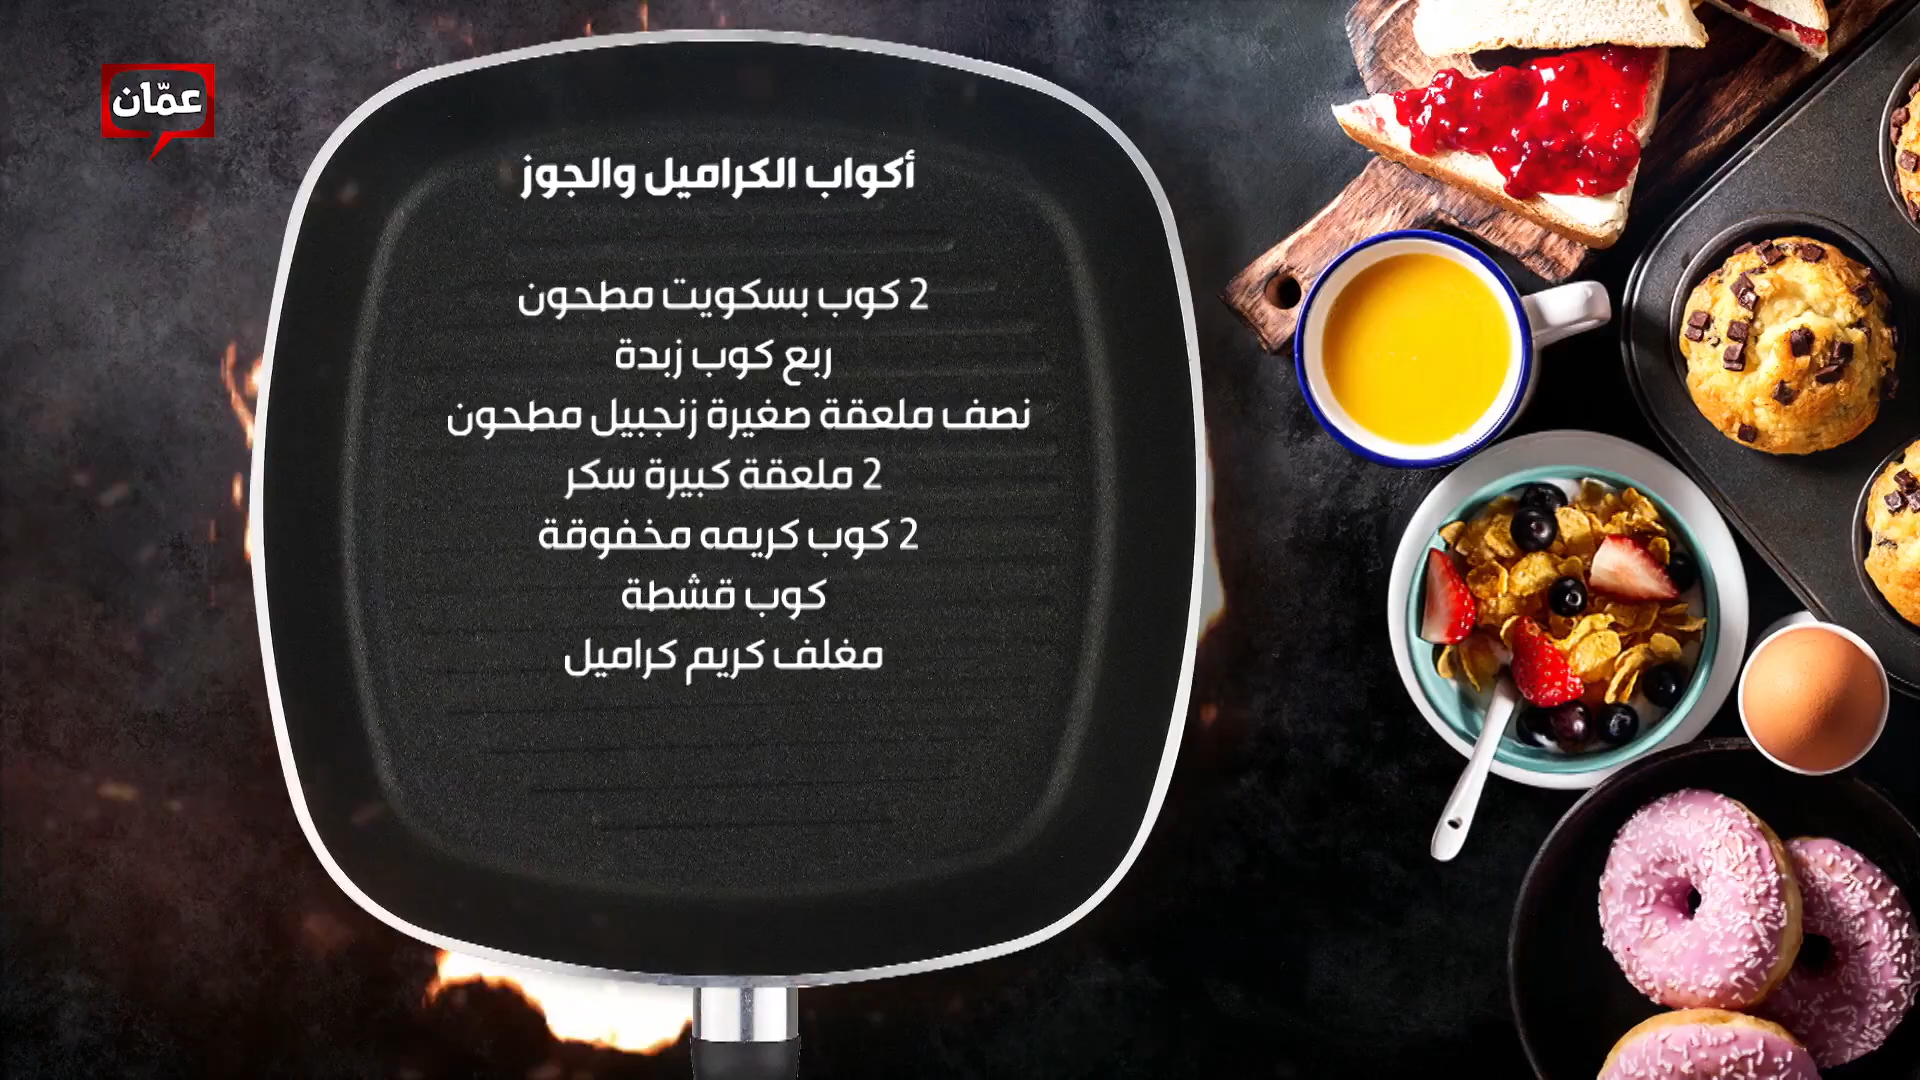 عمّان
أكواب الكراميل والجوز
2 كوب بسكويت مطحون
ربع كوب زبدة
نصف ملعقة صغيرة زنجبيل مطحون
2 ملعقة كبيرة سكر
2 كوب كريمه مخفوقة
كوب قشطة
مغلف كريم كراميل